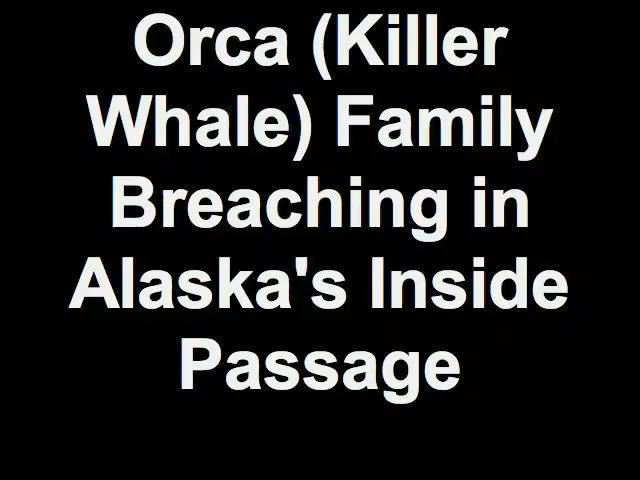 Orca (Killer
Whale) Family
Breaching in
Alaska's Inside
Passage